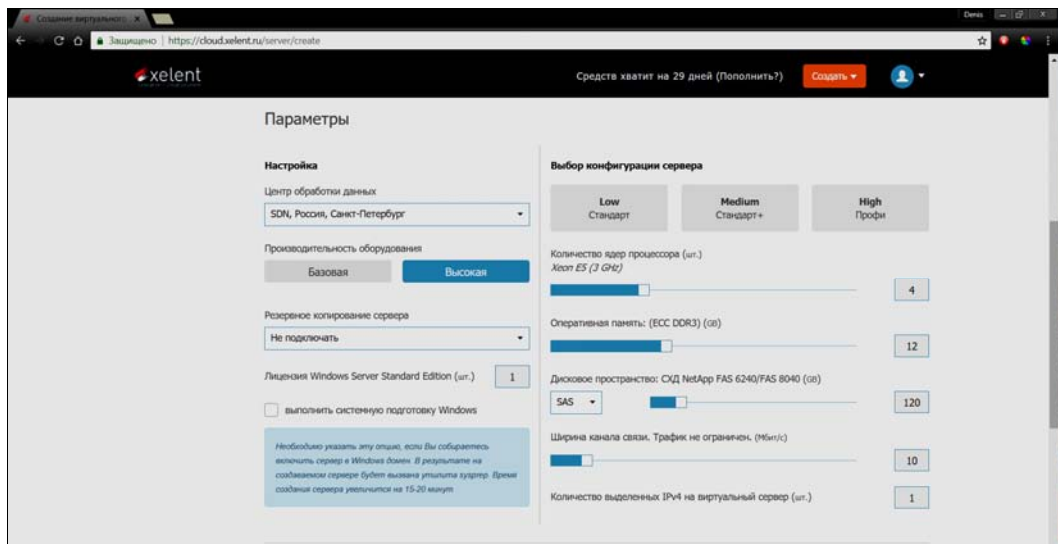 Создание виртуального
Denis
Защищено | https://cloud.xelent.ru/server/create
xelent
Средств хватит на 29 дней (Пополнить?)
Создать
Параметры
Настройка
Центр обработки данных
SDN, Россия, Санкт-Петербург
Производительность оборудования
Базовая
Высокая
Резервное копирование сервера
Не подключать
Лицензия Windows Server Standard Edition (шт.)
1
выполнить системную подготовку Windows
Необходимо указать эту опцию, если Вы собираетесь
включить сервер в Windows домен. В результате на
создаваемом сервере будет вызвана утилита sysprep. Время
создания сервера увеличится на 15-20 минут
Выбор конфигурации сервера
Low
Стандарт
Medium
Стандарт+
High
Профи
Количество ядер процессора (шт.)
Xeon E5 (3 GHz)
4
Оперативная память: (ECC DDR3) (GB)
12
Дисковое пространство: СХД NetApp FAS 6240/FAS 8040 (GB)
SAS
120
Ширина канала связи. Трафик не ограничен. (Мбит/с)
10
Количество выделенных IPv4 на виртуальный сервер (шт.)
1